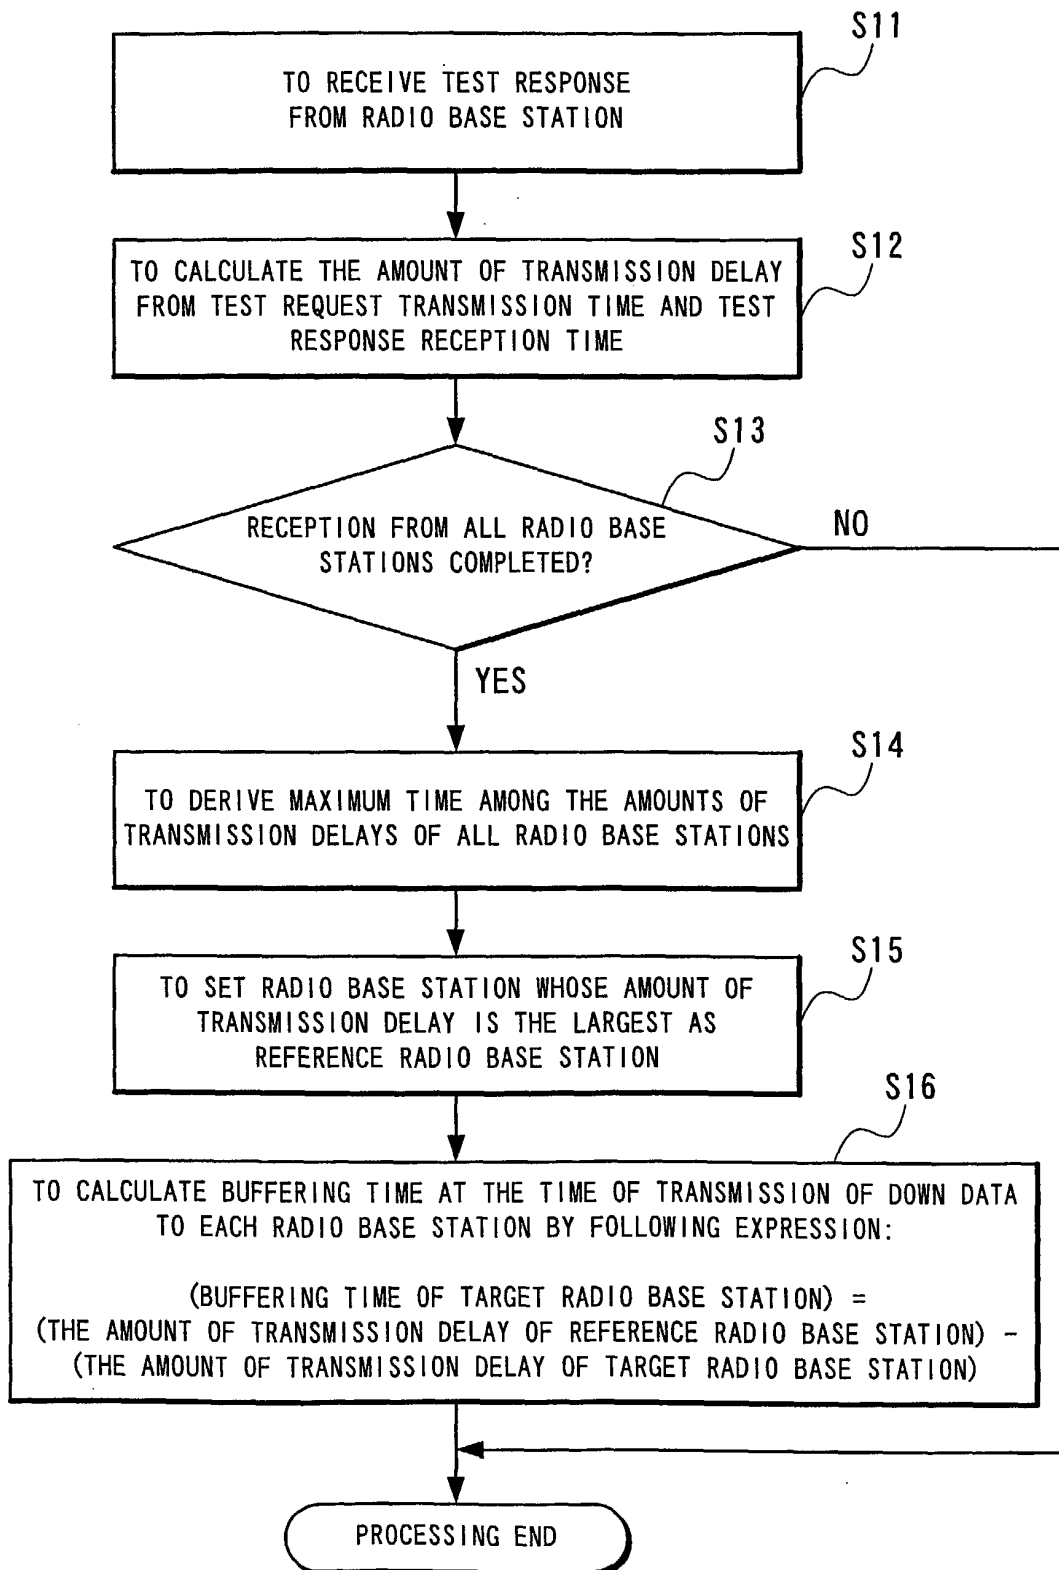 S11
TO RECEIVE TEST RESPONSE
FROM RADIO BASE STATION
S12
TO CALCULATE THE AMOUNT OF TRANSMISSION DELAY
FROM TEST REQUEST TRANSMISSION TIME AND TEST
RESPONSE RECEPTION TIME
S13
RECEPTION FROM ALL RADIO BASE
STATIONS COMPLETED?
NO
YES
S14
TO DERIVE MAXIMUM TIME AMONG THE AMOUNTS OF
TRANSMISSION DELAYS OF ALL RADIO BASE STATIONS
S15
TO SET RADIO BASE STATION WHOSE AMOUNT OF
TRANSMISSION DELAY IS THE LARGEST AS
REFERENCE RADIO BASE STATION
S16
TO CALCULATE BUFFERING TIME AT THE TIME OF TRANSMISSION OF DOWN DATA
TO EACH RADIO BASE STATION BY FOLLOWING EXPRESSION:
(BUFFERING TIME OF TARGET RADIO BASE STATION) =
(THE AMOUNT OF TRANSMISSION DELAY OF REFERENCE RADIO BASE STATION) -
(THE AMOUNT OF TRANSMISSION DELAY OF TARGET RADIO BASE STATION)
PROCESSING END